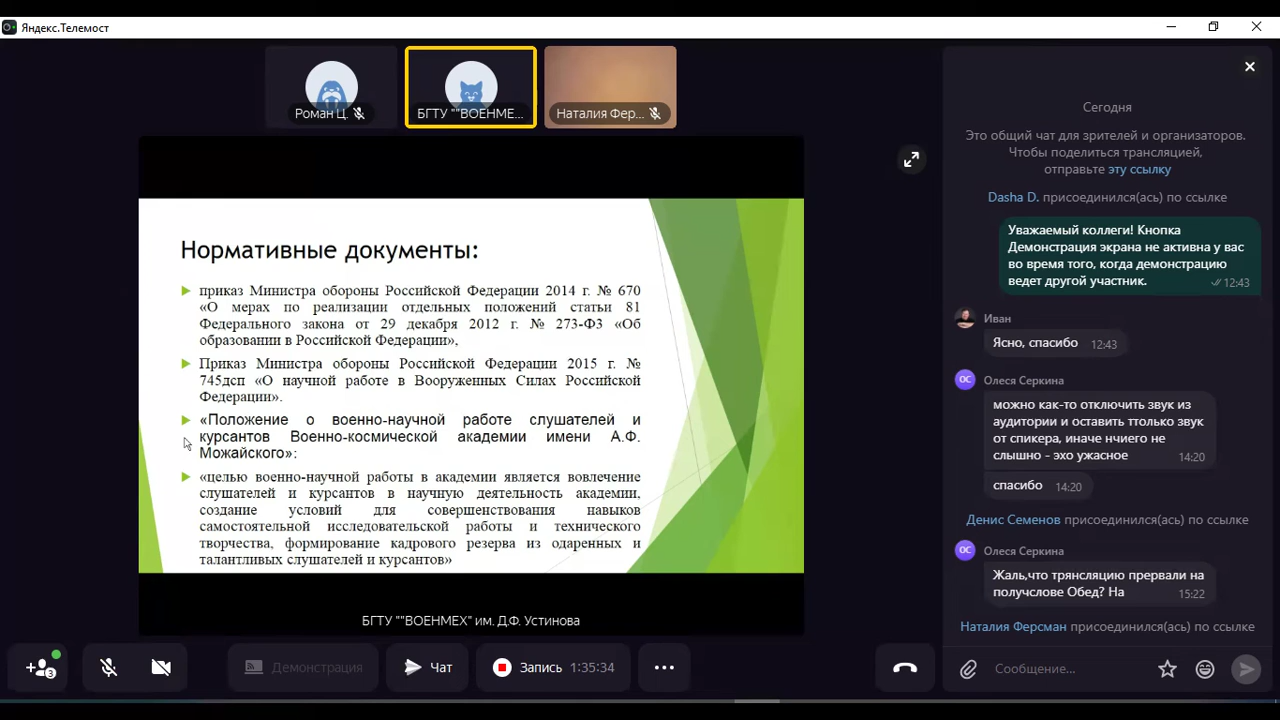 Яндекс.Телемост
Роман Ц.
БГТУ ""ВОЕНМЕ...
Наталия Фер...
Нормативные документы:
приказ Министра обороны Российской Федерации 2014 г. № 670
«О мерах по реализации отдельных положений статьи 81
Федерального закона от 29 декабря 2012 г. № 273-ФЗ «Об
образовании в Российской Федерации»,
Приказ Министра обороны Российской Федерации 2015 г. №
745дсп «О научной работе в Вооруженных Силах Российской
Федерации».
«Положение о военно-научной работе слушателей и
курсантов Военно-космической академии имени А.Ф.
Можайского»:
«целью военно-научной работы в академии является вовлечение
слушателей и курсантов в научную деятельность академии,
создание условий для совершенствования навыков
самостоятельной исследовательской работы и технического
творчества, формирование кадрового резерва из одаренных и
талантливых слушателей и курсантов»
БГТУ ""ВОЕНМЕХ" им. Д.Ф. Устинова
3
Демонстрация
Чат
Запись 1:35:34
Сегодня
Это общий чат для зрителей и организаторов.
Чтобы поделиться трансляцией,
отправьте эту ссылку
Dasha D. присоединился(ась) по ссылке
Уважаемый коллеги! Кнопка
Демонстрация экрана не активна у вас
во время того, когда демонстрацию
ведет другой участник.
12:43
Иван
Ясно, спасибо 12:43
ОС Олеся Серкина
можно как-то отключить звук из
аудитории и оставить ттолько звук
от спикера, иначе нчиего не
слышно - эхо ужасное 14:20
спасибо 14:20
Денис Семенов присоединился(ась) по ссылке
ОС Олеся Серкина
Жаль,что трянсляцию прервали на
получслове Обед? На 15:22
Наталия Ферсман присоединился(ась) по ссылке
Сообщение...